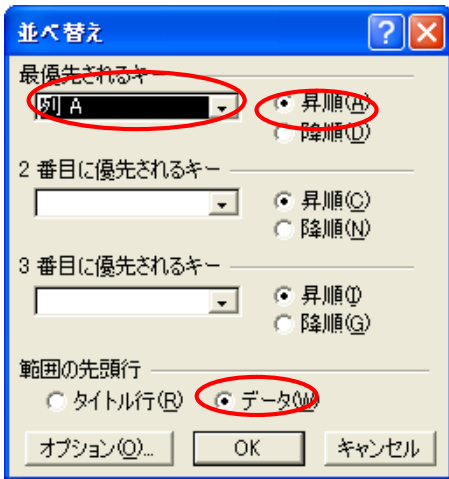 並べ替え
最優先されるキー
列 A
昇順(A)
降順(D)
2 番目に優先されるキー
昇順(C)
降順(N)
3 番目に優先されるキー
昇順(I)
降順(G)
範囲の先頭行
タイトル行(R) データ(W)
オプション(O)... OK キャンセル